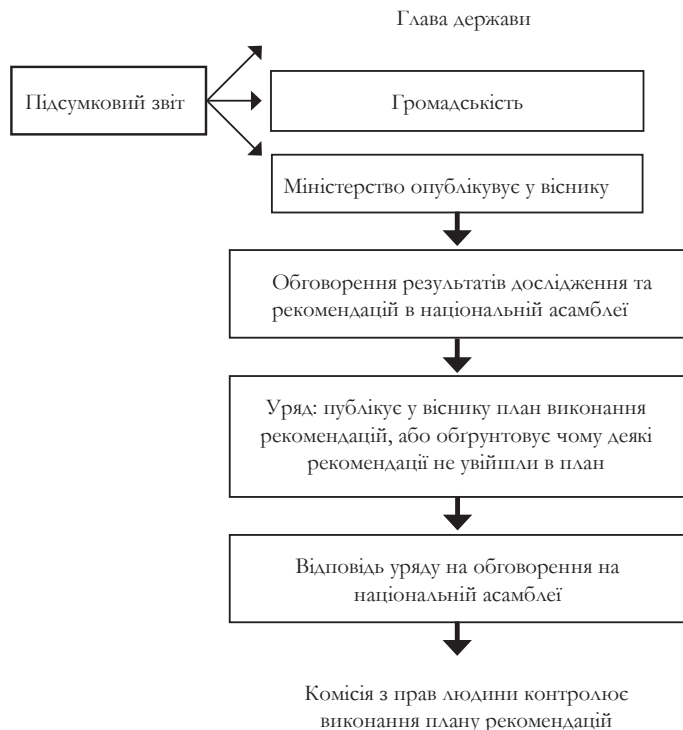 Глава держави
Підсумковий звіт
Громадськість
Міністерство опублікувує у віснику
Обговорення результатів дослідження та
рекомендацій в національній асамблеї
Уряд: публікує у віснику план виконання
рекомендацій, або обґрунтовує чому деякі
рекомендації не увійшли в план
Відповідь уряду на обговорення на
національній асамблеї
Комісія з прав людини контролює
виконання плану рекомендацій